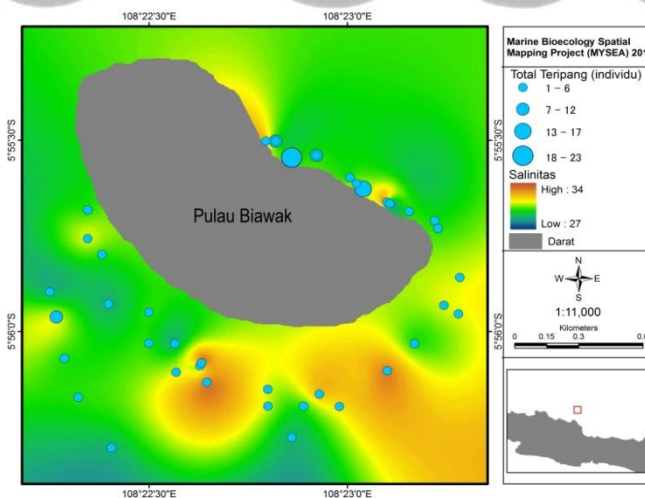 108°22'30"E
108°23'0"E
5°55'30"S
5°56'0"S
Pulau Biawak
108°22'30"E
108°23'0"E
5°55'30"S
5°56'0"S
Marine Bioecology Spatial
Mapping Project (MYSEA)
Total Teripang (individu)
1 - 6
7 - 12
13 - 17
18 - 23
Salinitas
High : 34
Low : 27
Darat
N
W
E
S
1:11,000
Kilometers
0
0.15
0.3